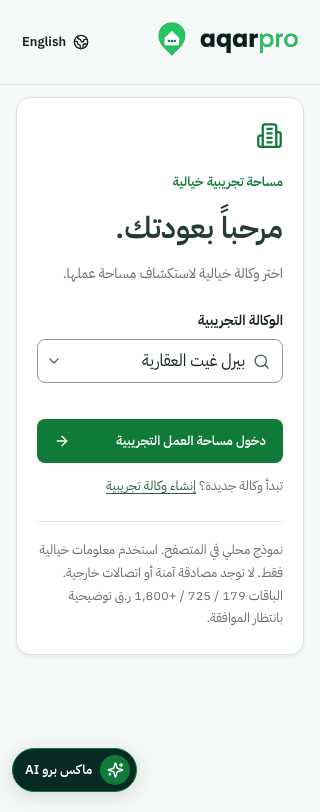 aqarpro
English
مساحة تجريبية خيالية
مرحباً بعودتك.
اختر وكالة خيالية لاستكشاف مساحة عملها.
الوكالة التجريبية
بيرل غيت العقارية
دخول مساحة العمل التجريبية
تبدأ وكالة جديدة؟ إنشاء وكالة تجريبية
نموذج محلي في المتصفح. استخدم معلومات خيالية
فقط. لا توجد مصادقة آمنة أو اتصالات خارجية.
الباقات 179 / 725 / +1,800 ر.ق توضيحية
بانتظار الموافقة.
ماكس برو AI